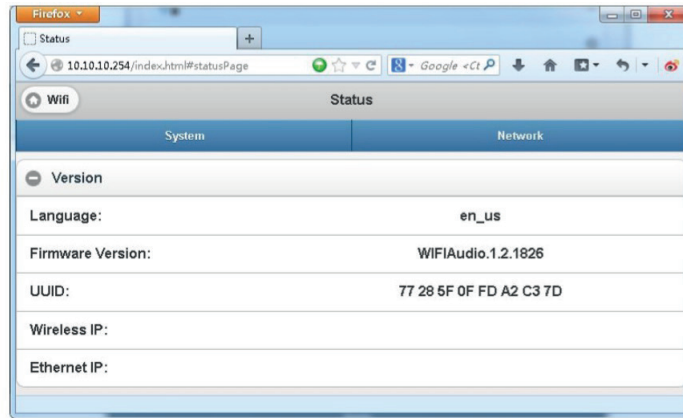 Firefox
Status
10.10.10.254/index.html#statusPage
Google <Ct
Wifi
Status
System
Network
Version
Language: en_us
Firmware Version: WIFIAudio.1.2.1826
UUID: 77 28 5F 0F FD A2 C3 7D
Wireless IP:
Ethernet IP: